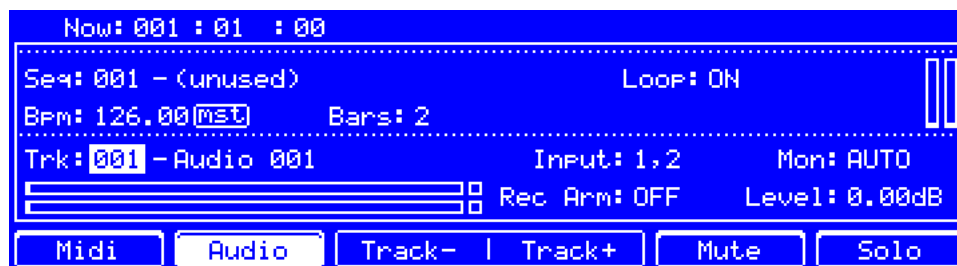 Now: 001 : 01 : 00
Seq: 001 - (unused) Loop: ON
Bpm: 126.00 mst Bars: 2
Trk: 001 - Audio 001 Input: 1,2 Mon: AUTO
Rec Arm: OFF Level: 0.00dB
Midi Audio Track- | Track+ Mute Solo